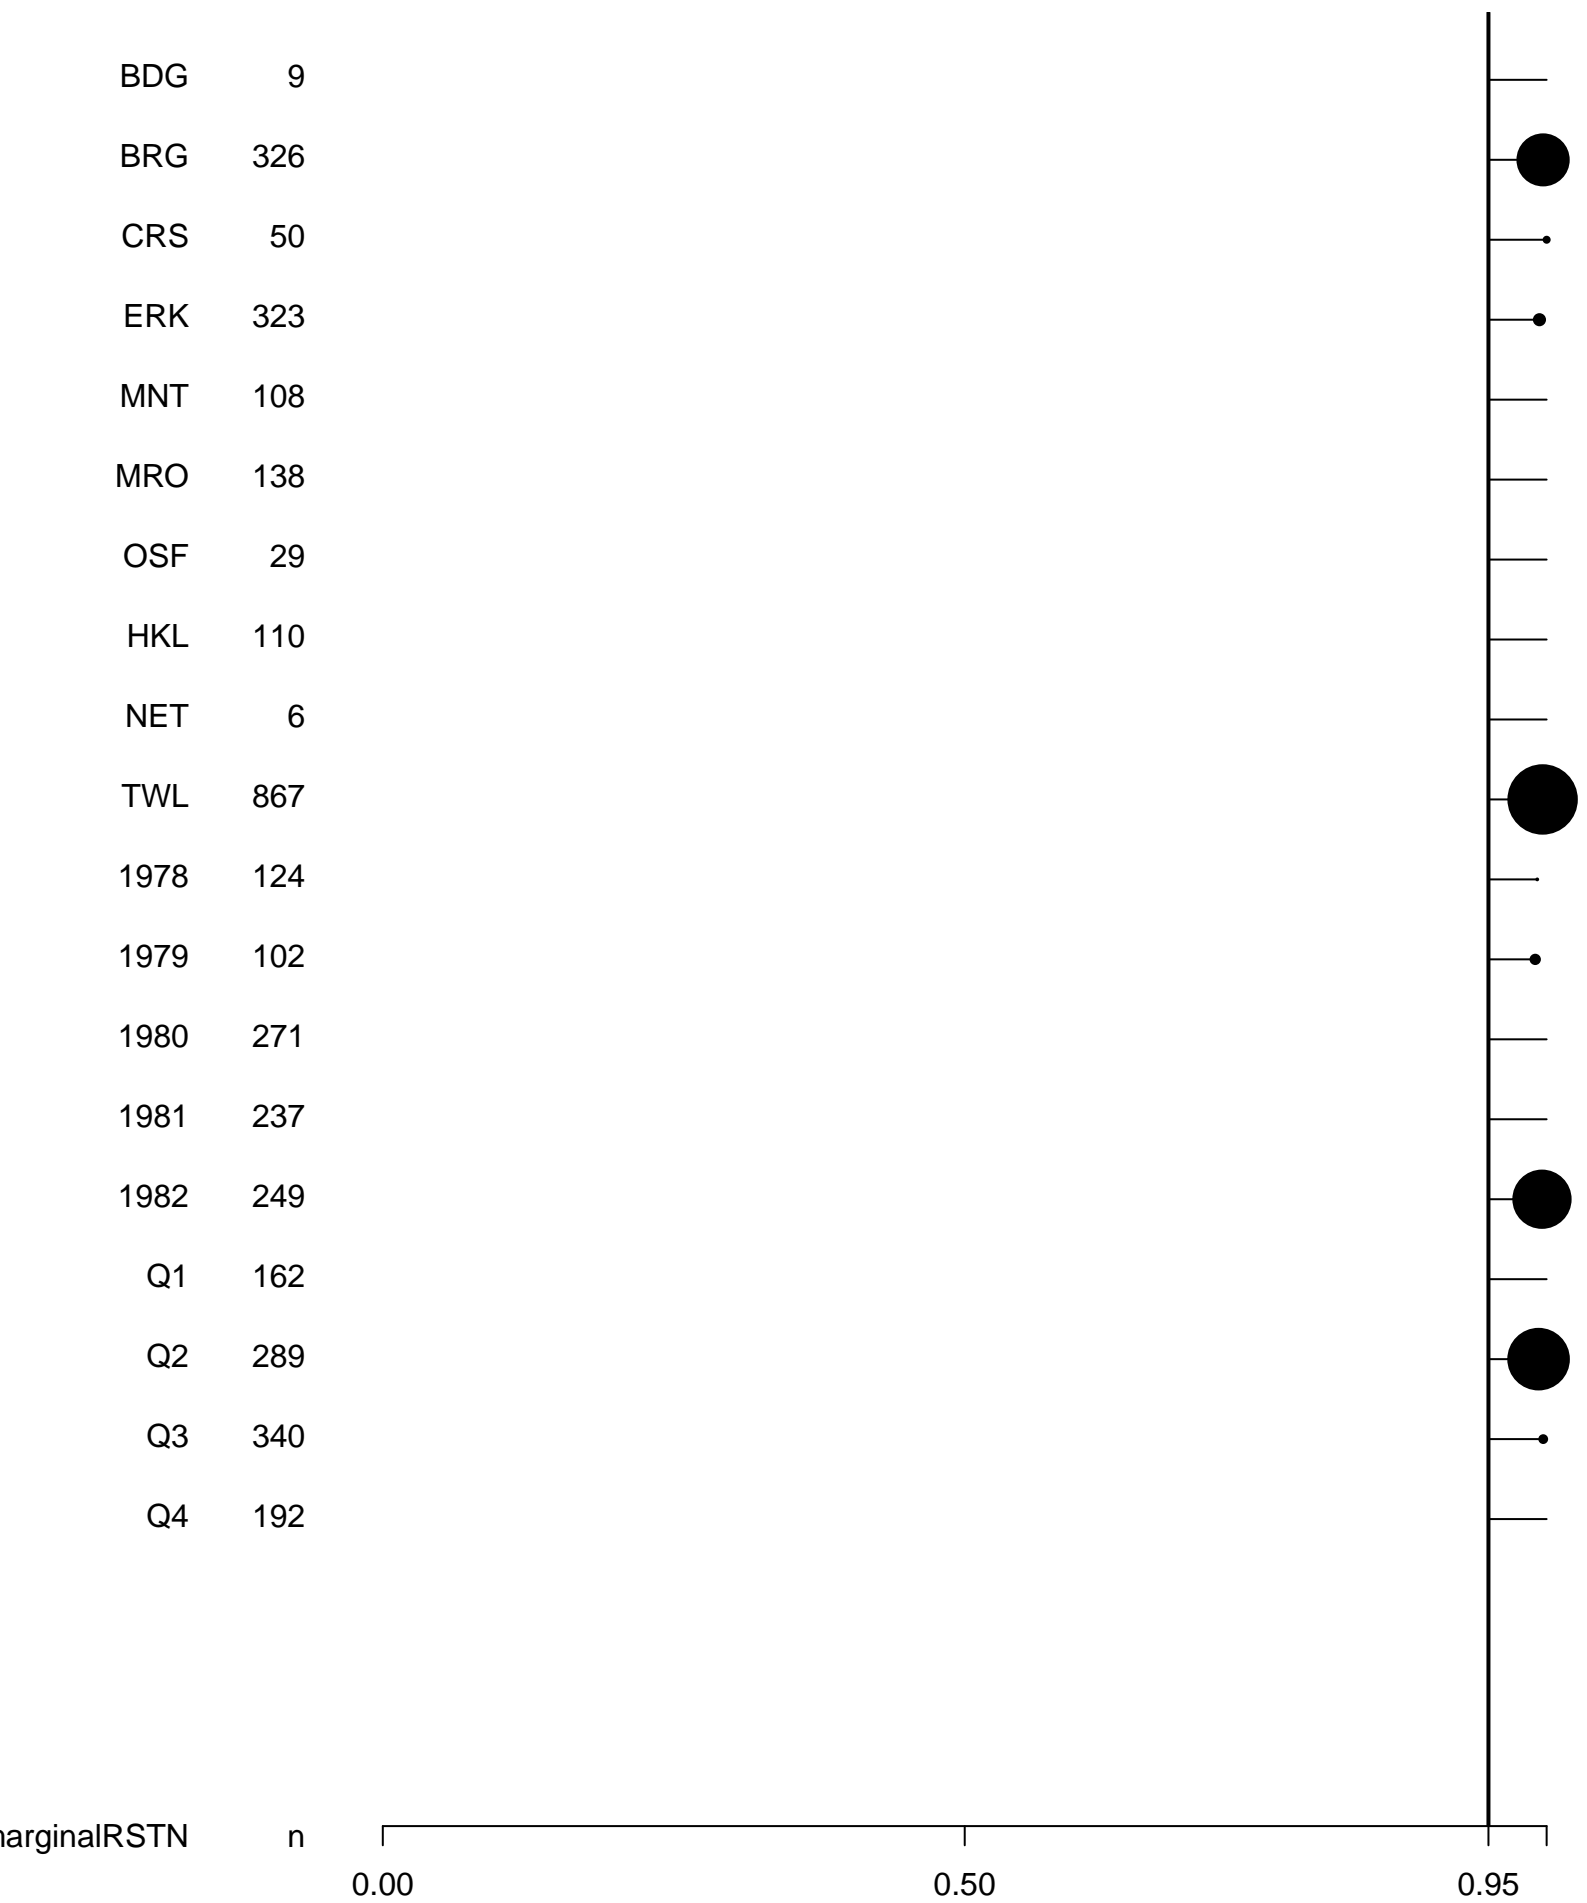 BDG 9
BRG 326
CRS 50
ERK 323
MNT 108
MRO 138
OSF 29
HKL 110
NET 6
TWL 867
1978 124
1979 102
1980 271
1981 237
1982 249
Q1 162
Q2 289
Q3 340
Q4 192
arginalRSTN n
0.00 0.50 0.95